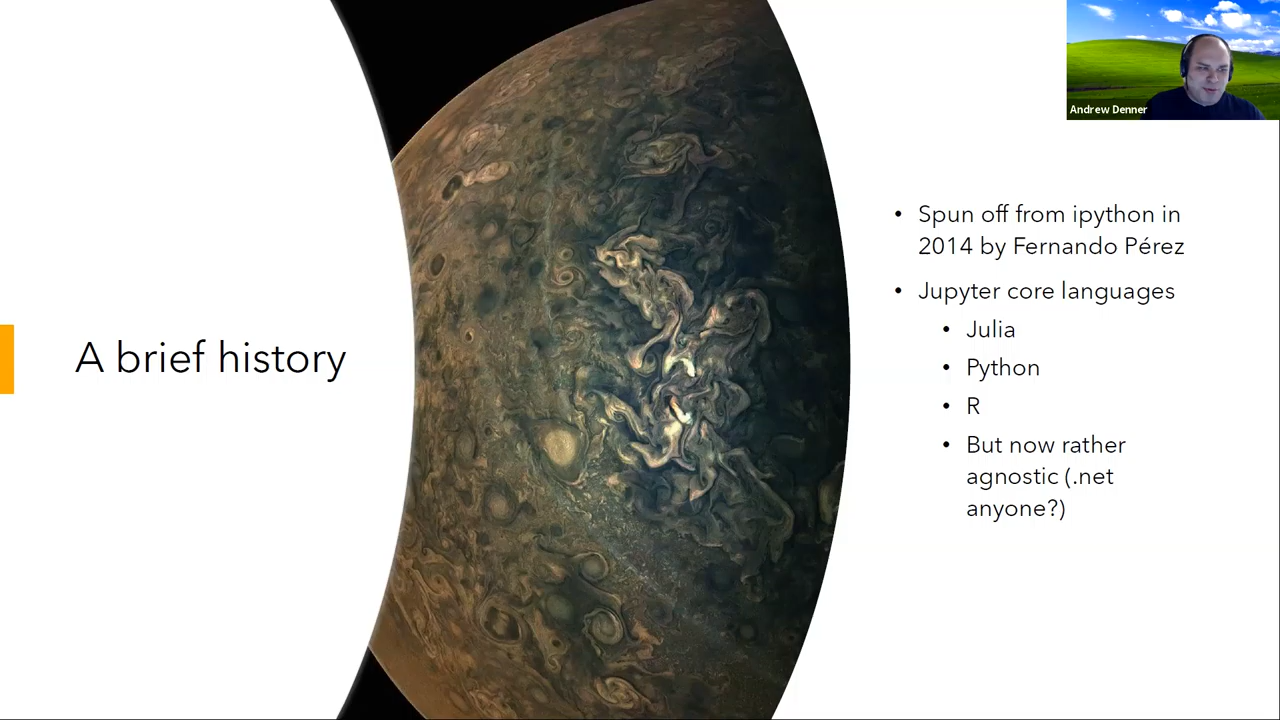 Andrew Denner
A brief history
• Spun off from ipython in
2014 by Fernando Pérez
• Jupyter core languages
• Julia
• Python
• R
• But now rather
agnostic (.net
anyone?)